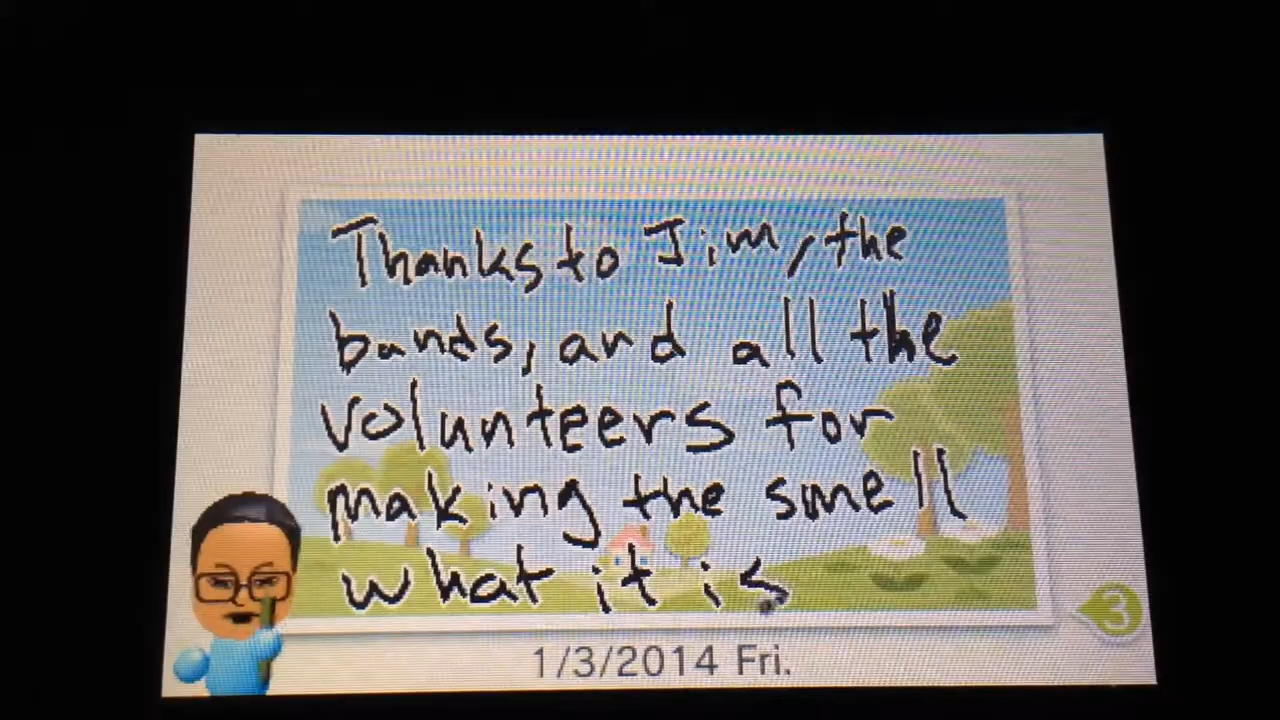 Thanks to Jim, the
bands, and all the
volunteers for
making the smell
what it is
3
1/3/2014 Fri.